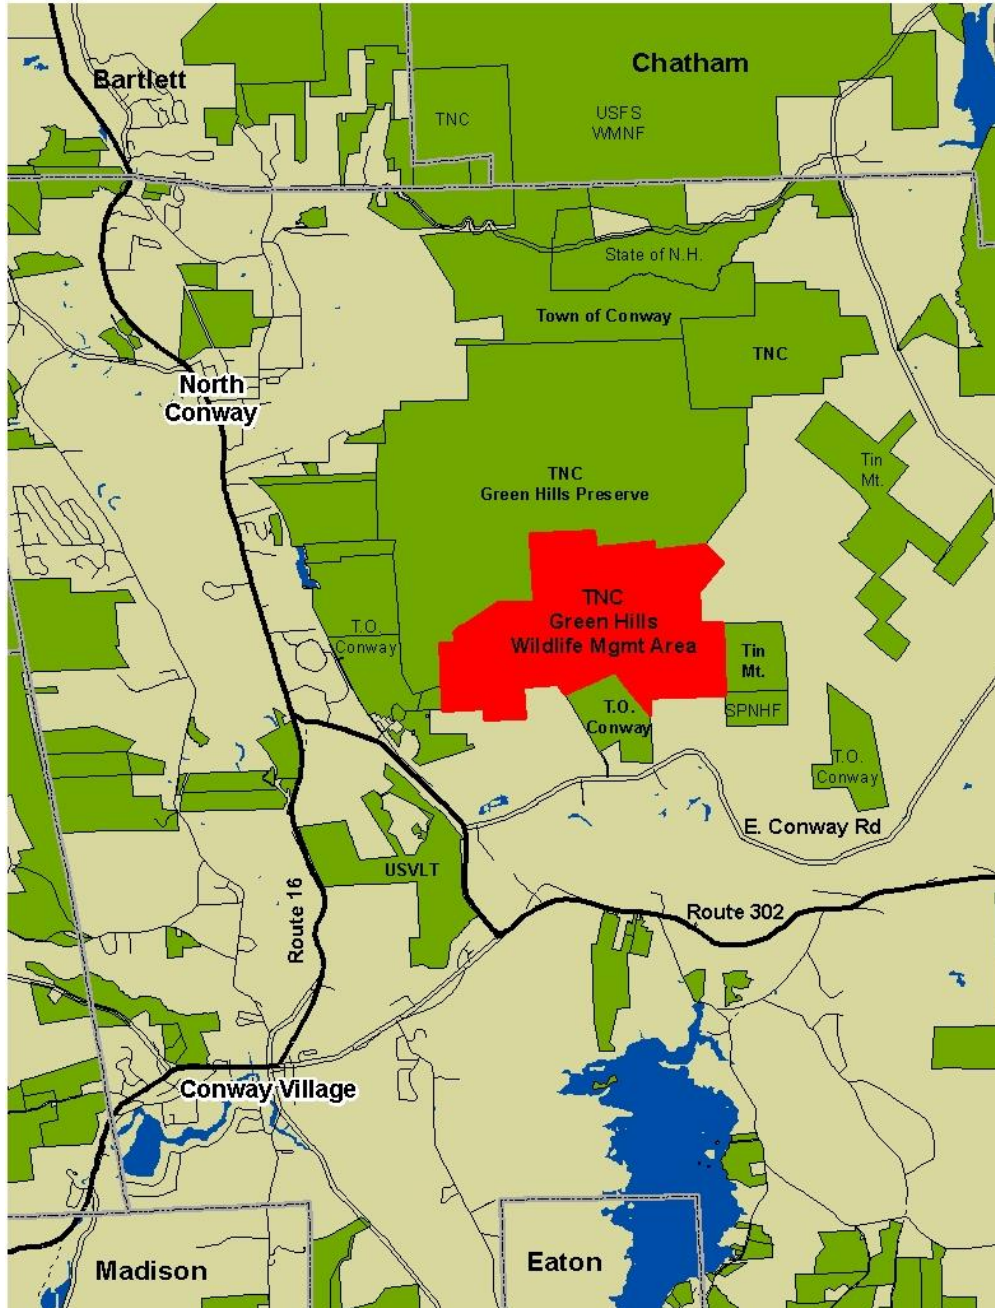 Bartlett
Chatham
TNC
USFS
WMNF
State of N.H.
Town of Conway
TNC
North
Conway
Tin
Mt.
TNC
Green Hills Preserve
TNC
Green Hills
Wildlife Mgmt Area
T.O.
Conway
Tin
Mt.
T.O.
Conway
SPNHF
T.O.
Conway
E. Conway Rd
USVLT
Route 16
Route 302
Conway Village
Madison
Eaton